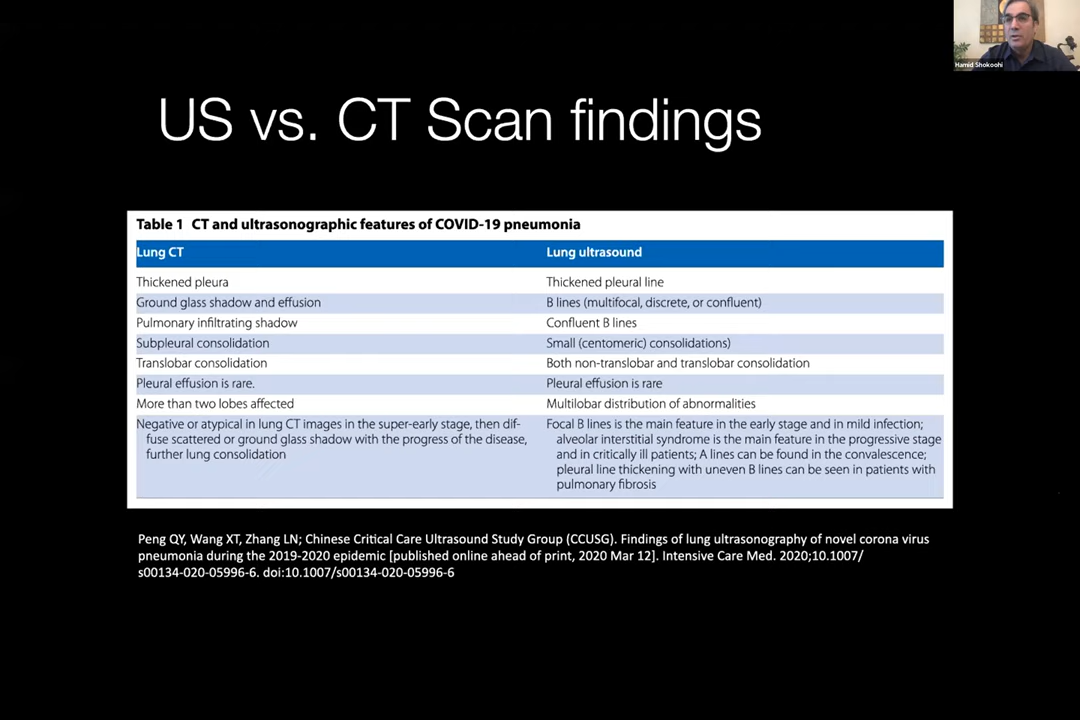 Hamid Shokoohi
US vs. CT Scan findings
Table 1 CT and ultrasonographic features of COVID-19 pneumonia
Lung CT Lung ultrasound
Thickened pleura Thickened pleural line
Ground glass shadow and effusion B lines (multifocal, discrete, or confluent)
Pulmonary infiltrating shadow Confluent B lines
Subpleural consolidation Small (centomeric) consolidations)
Translobar consolidation Both non-translobar and translobar consolidation
Pleural effusion is rare. Pleural effusion is rare
More than two lobes affected Multilobar distribution of abnormalities
Negative or atypical in lung CT images in the super-early stage, then dif-
fuse scattered or ground glass shadow with the progress of the disease,
further lung consolidation
Focal B lines is the main feature in the early stage and in mild infection;
alveolar interstitial syndrome is the main feature in the progressive stage
and in critically ill patients; A lines can be found in the convalescence;
pleural line thickening with uneven B lines can be seen in patients with
pulmonary fibrosis
Peng QY, Wang XT, Zhang LN; Chinese Critical Care Ultrasound Study Group (CCUSG). Findings of lung ultrasonography of novel corona virus
pneumonia during the 2019-2020 epidemic [published online ahead of print, 2020 Mar 12]. Intensive Care Med. 2020;10.1007/
s00134-020-05996-6. doi:10.1007/s00134-020-05996-6